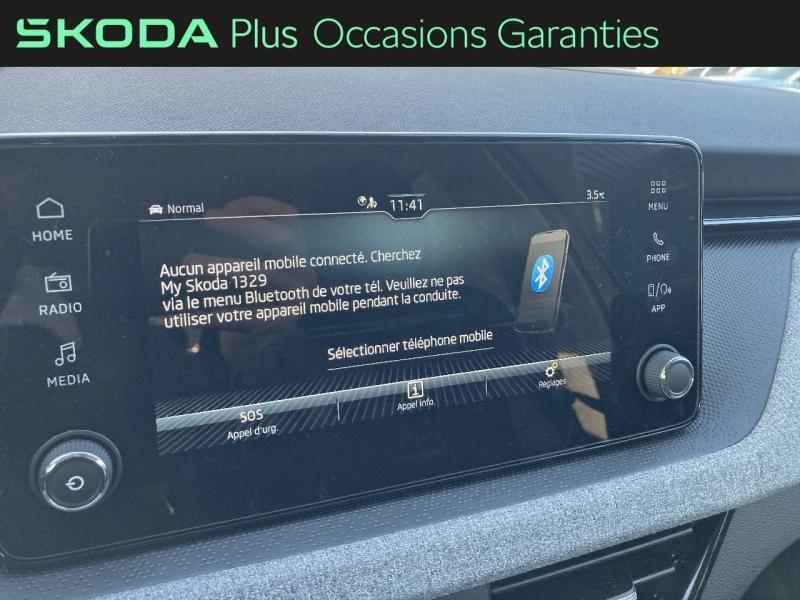 SKODA Plus Occasions Garanties
Normal
11:41
3.5°C
HOME
RADIO
MEDIA
Aucun appareil mobile connecté. Cherchez
My Skoda 1329
via le menu Bluetooth de votre tél. Veuillez ne pas
utiliser votre appareil mobile pendant la conduite.
Sélectionner téléphone mobile
SOS
Appel d'urg.
Appel info.
Réglages
MENU
PHONE
APP